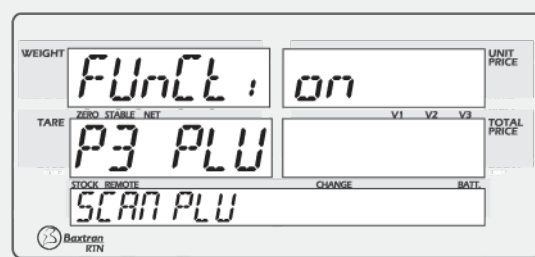 WEIGHT FUnCt: on UNIT PRICE
ZERO STABLE NET V1 V2 V3
TARE P3 PLU TOTAL PRICE
STOCK REMOTE CHANGE BATT.
SCAn PLU
Baxtran
RTN